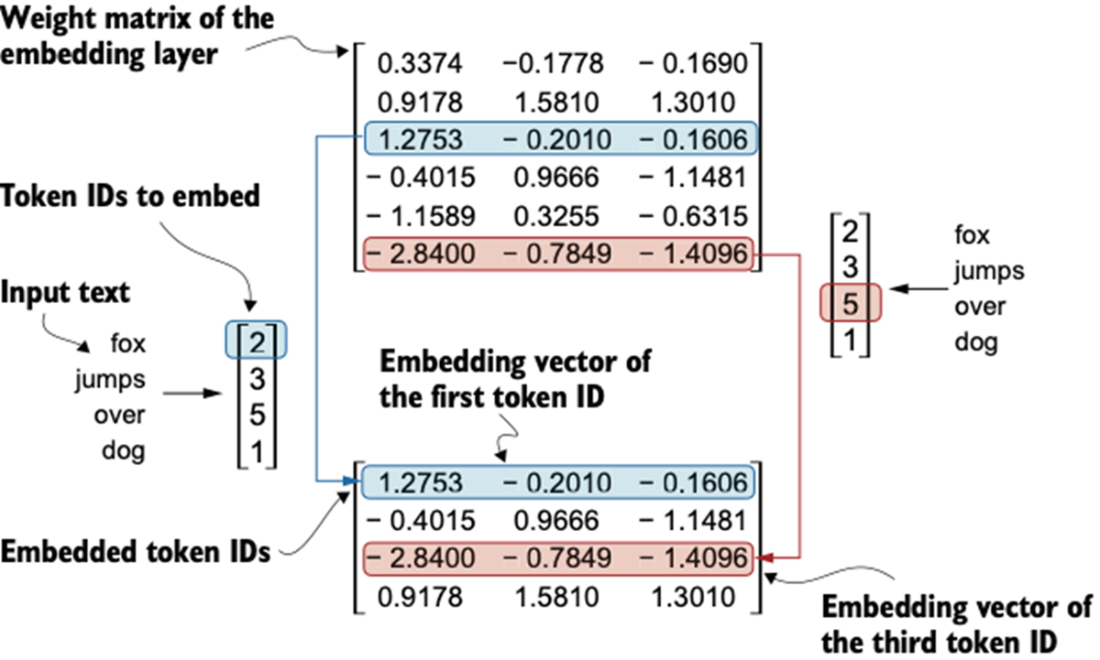 Weight matrix of the
embedding layer
0.3374 −0.1778 − 0.1690
0.9178 1.5810 1.3010
1.2753 − 0.2010 − 0.1606
− 0.4015 0.9666 − 1.1481
− 1.1589 0.3255 − 0.6315
− 2.8400 − 0.7849 − 1.4096
Token IDs to embed
Input text
fox
jumps
over
dog
2
3
5
1
2
3
5
1
fox
jumps
over
dog
Embedding vector of
the first token ID
1.2753 − 0.2010 − 0.1606
− 0.4015 0.9666 − 1.1481
− 2.8400 − 0.7849 − 1.4096
0.9178 1.5810 1.3010
Embedded token IDs
Embedding vector of
the third token ID